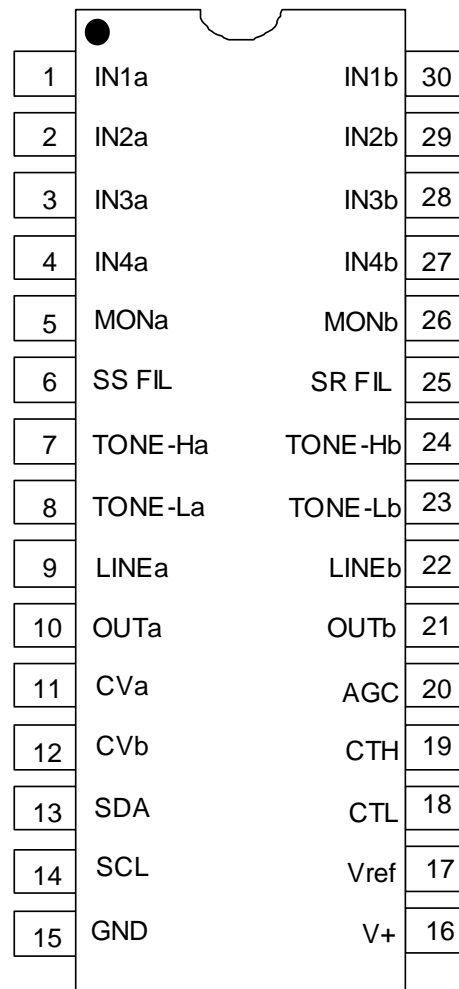 1 IN1a IN1b 30
2 IN2a IN2b 29
3 IN3a IN3b 28
4 IN4a IN4b 27
5 MONa MONb 26
6 SS FIL SR FIL 25
7 TONE-Ha TONE-Hb 24
8 TONE-La TONE-Lb 23
9 LINEa LINEb 22
10 OUTa OUTb 21
11 CVa AGC 20
12 CVb CTH 19
13 SDA CTL 18
14 SCL Vref 17
15 GND V+ 16